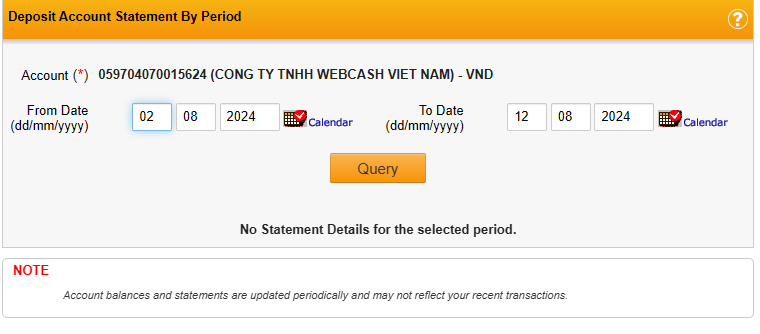 Deposit Account Statement By Period
?
Account (*) 059704070015624 (CONG TY TNHH WEBCASH VIET NAM) - VND
From Date (dd/mm/yyyy) 02 08 2024 Calendar To Date (dd/mm/yyyy) 12 08 2024 Calendar
Query
No Statement Details for the selected period.
NOTE
Account balances and statements are updated periodically and may not reflect your recent transactions.